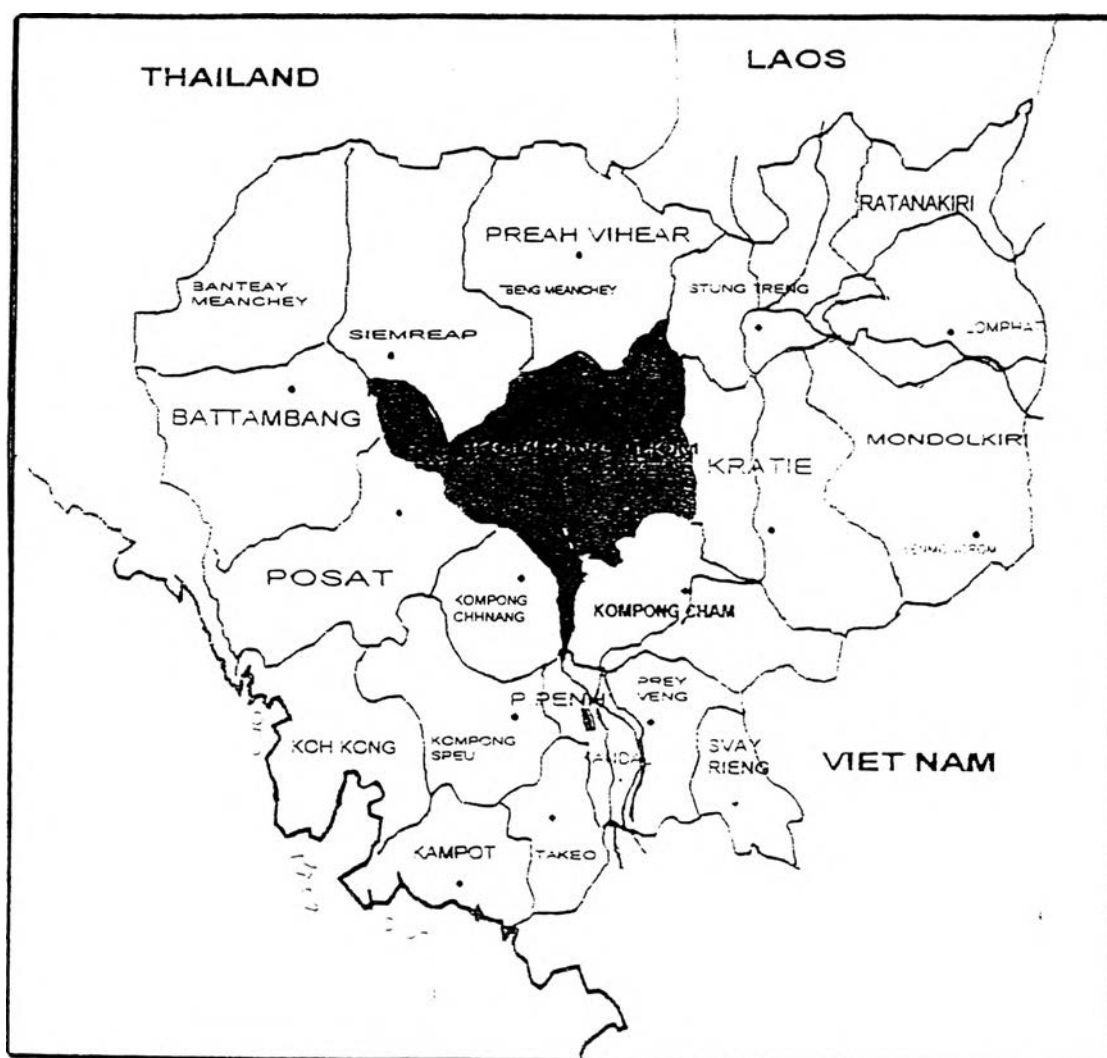 THAILAND
LAOS
RATANAKIRI
PREAH VIHEAR
BANTEAY
MEANCHEY
TBENG MEANCHEY
STUNG TRENG
SIEMREAP
LOMPHAT
BATTAMBANG
MONDOLKIRI
KRATIE
POSAT
KOMPONG
CHHNANG
KOMPONG CHAM
PREY
VENG
P.PENH
KOH KONG
KOMPONG
SPEU
SVAY
RIENG
VIET NAM
KAMPOT
TAKEO